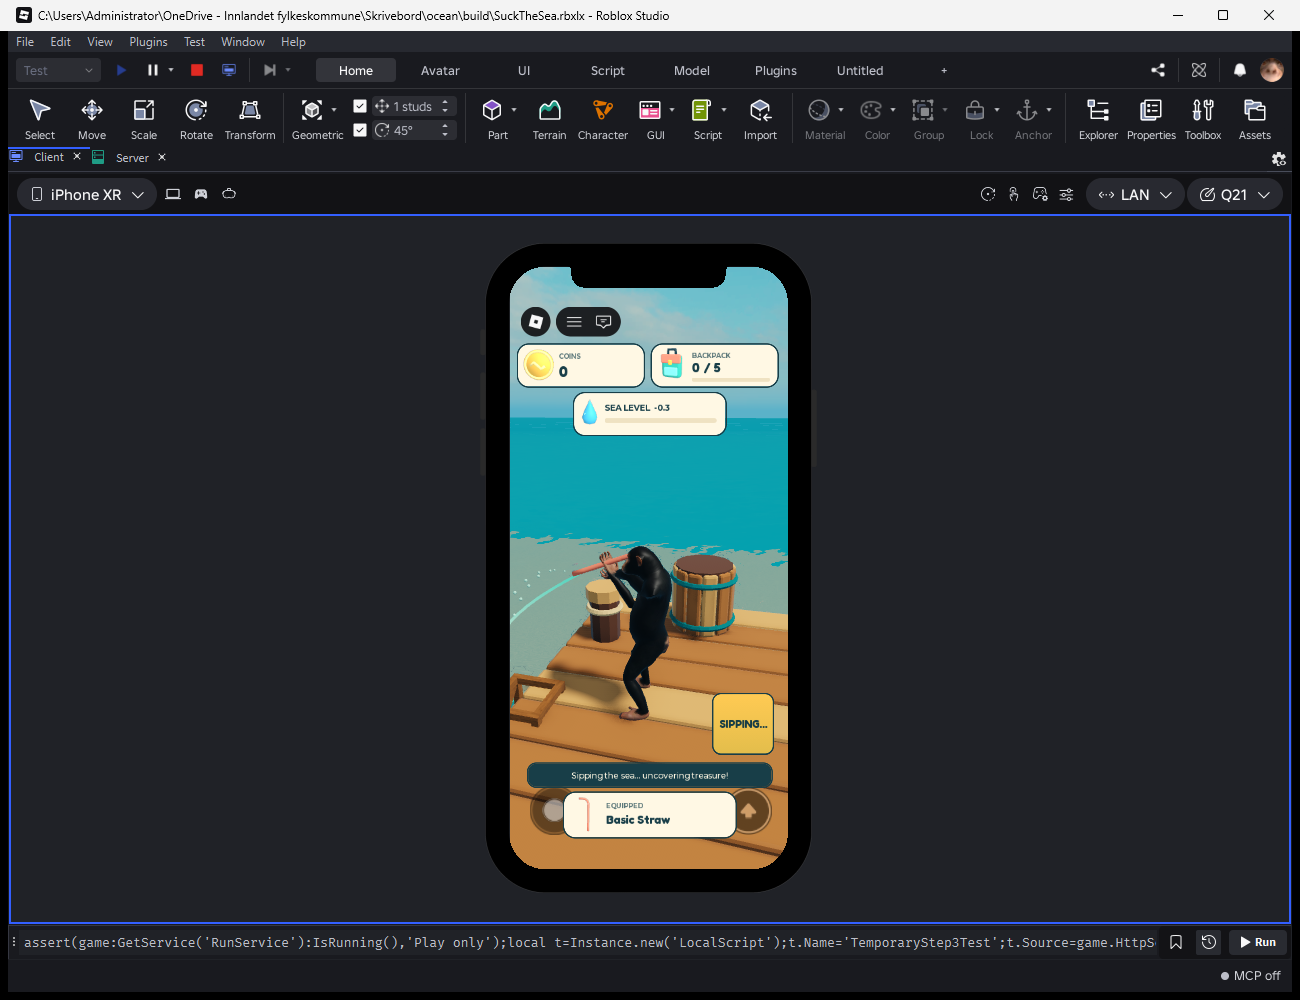 C:\Users\Administrator\OneDrive - Innlandet fylkeskommune\Skrivebord\ocean\build\SuckTheSea.rbxlx - Roblox Studio
File Edit View Plugins Test Window Help
Test Home Avatar UI Script Model Plugins Untitled +
1 studs
45°
Select Move Scale Rotate Transform Geometric Part Terrain Character GUI Script Import Material Color Group Lock Anchor Explorer Properties Toolbox Assets
Client Server
iPhone XR LAN Q21
COINS
0
BACKPACK
0 / 5
SEA LEVEL -0.3
SIPPING...
Sipping the sea... uncovering treasure!
EQUIPPED
Basic Straw
assert(game:GetService('RunService'):IsRunning(),'Play only');local t=Instance.new('LocalScript');t.Name='TemporaryStep3Test';t.Source=game.HttpS
Run
MCP off